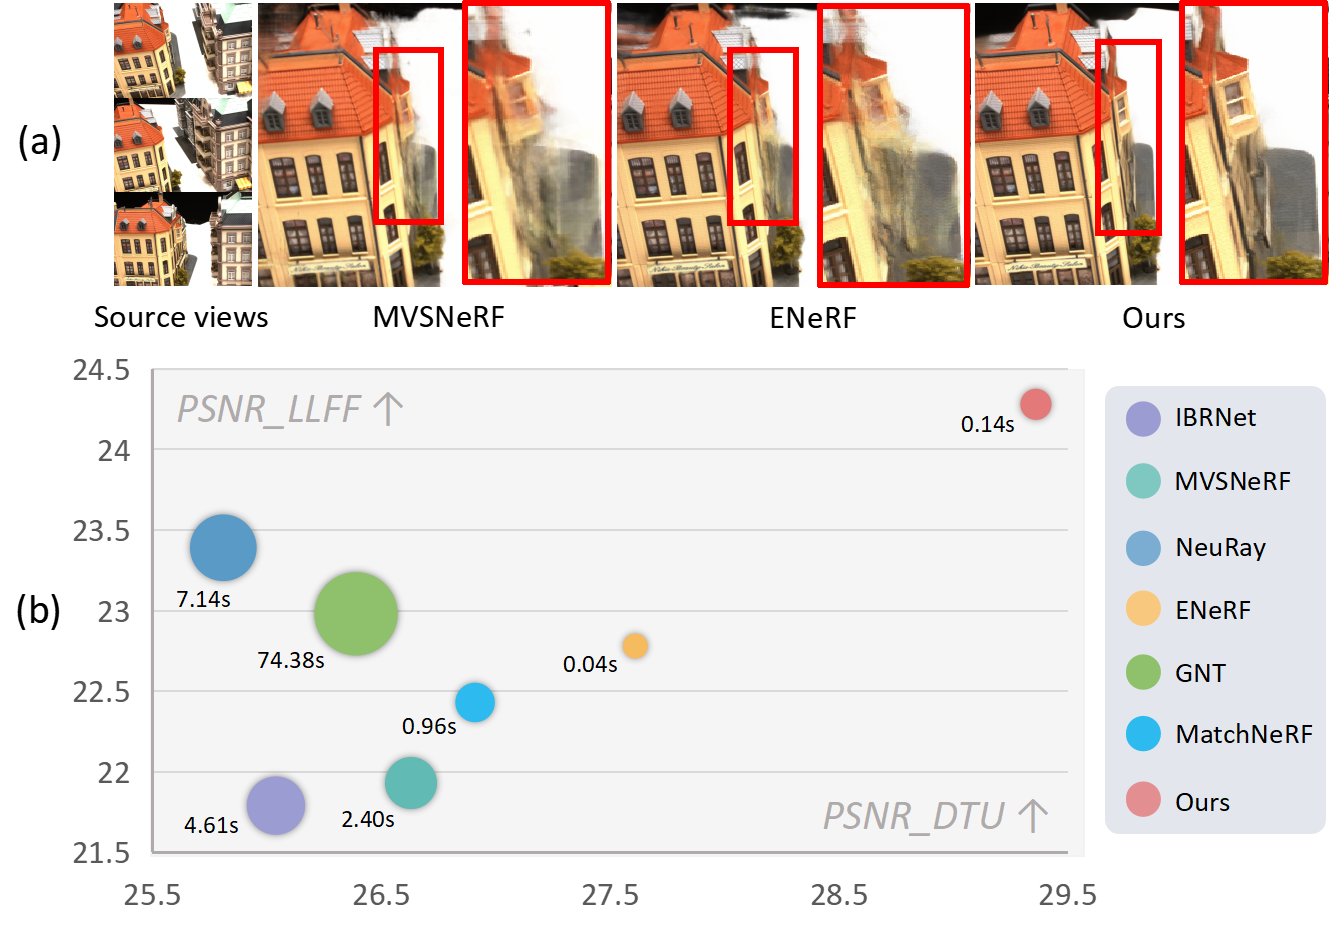 (a)
Source views
MVSNeRF
ENeRF
Ours
24.5
24
23.5
23
22.5
22
21.5
(b)
PSNR_LLFF ↑
0.14s
7.14s
74.38s
0.04s
0.96s
4.61s
2.40s
PSNR_DTU ↑
25.5
26.5
27.5
28.5
29.5
IBRNet
MVSNeRF
NeuRay
ENeRF
GNT
MatchNeRF
Ours